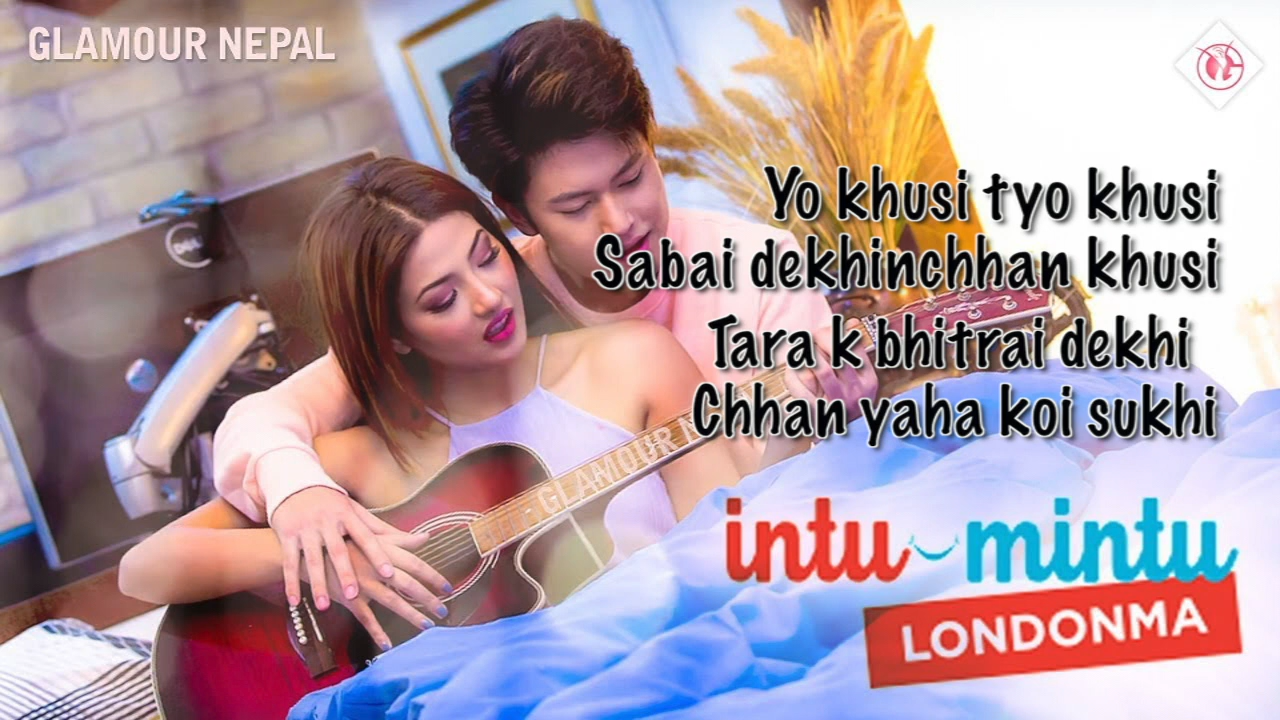 GLAMOUR NEPAL
Yo khusi tyo khusi
Sabai dekhinchhan khusi
Tara k bhitrai dekhi
Chhan yaha koi sukhi
GLAMOUR N
intu mintu
LONDONMA